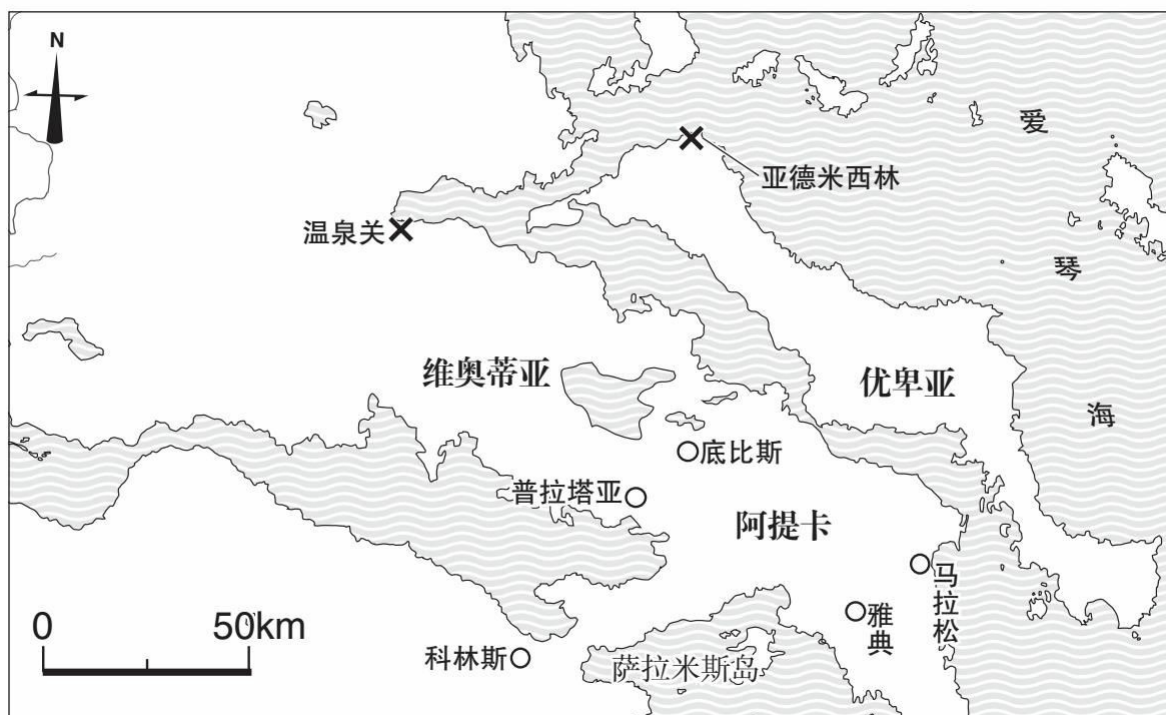 N
爱琴海
亚德米西林
温泉关
维奥蒂亚
优卑亚
底比斯
普拉塔亚
阿提卡
马拉松
雅典
0 50km
科林斯
萨拉米斯岛